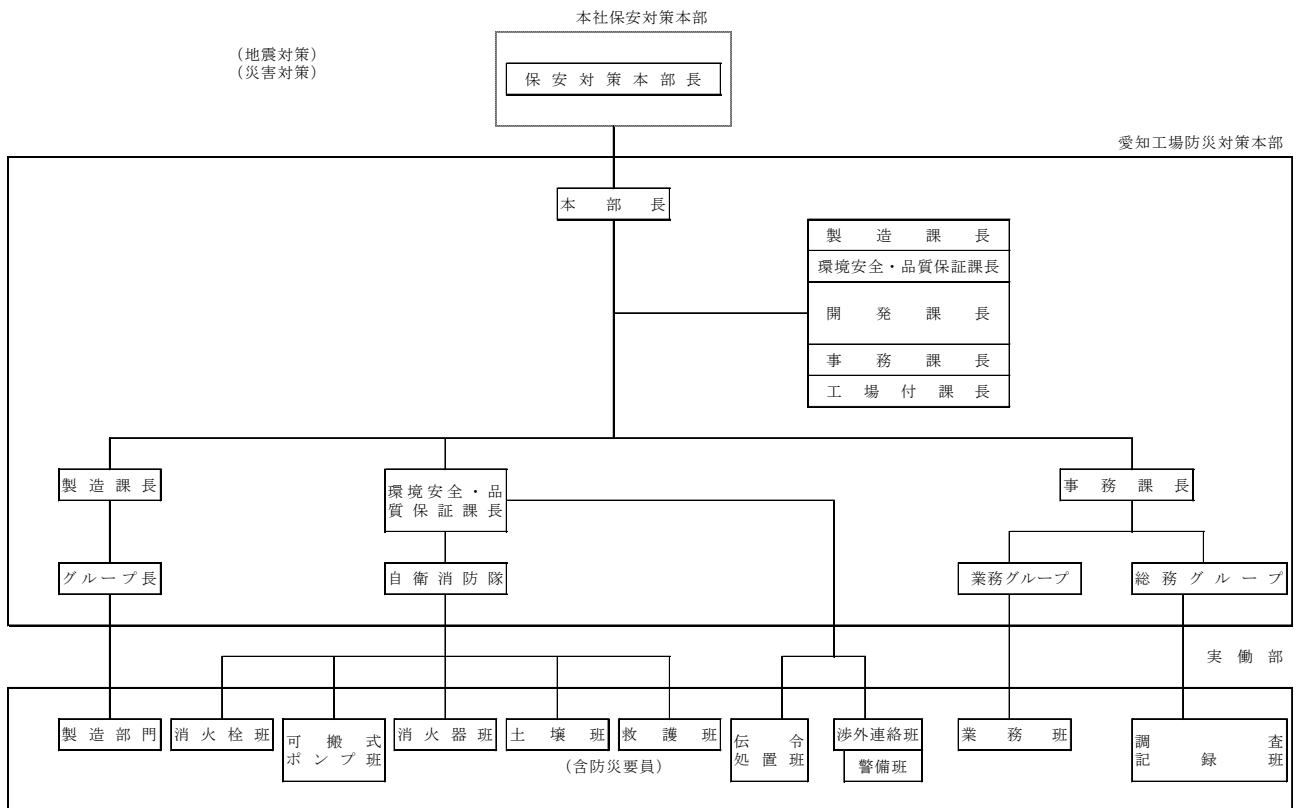 本社保安対策本部
(地震対策)
(災害対策)
保安対策本部長
愛知工場防災対策本部
本部長
製造課長
環境安全・品質保証課長
開発課長
事務課長
工場付課長
製造課長
環境安全・品
質保証課長
事務課長
グループ長
自衛消防隊
業務グループ
総務グループ
実働部
製造部門
消火栓班
可搬式
ポンプ班
消火器班
土壌班
(含防災要員)
救護班
伝令
処置班
渉外連絡班
警備班
業務班
調査
記録班